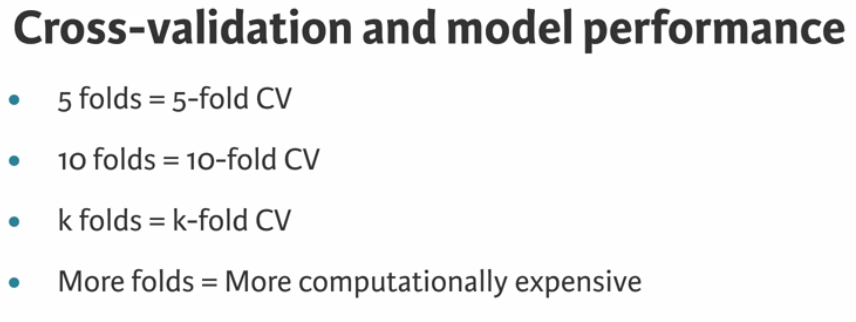 Cross-validation and model performance
• 5 folds = 5-fold CV
• 10 folds = 10-fold CV
• k folds = k-fold CV
• More folds = More computationally expensive